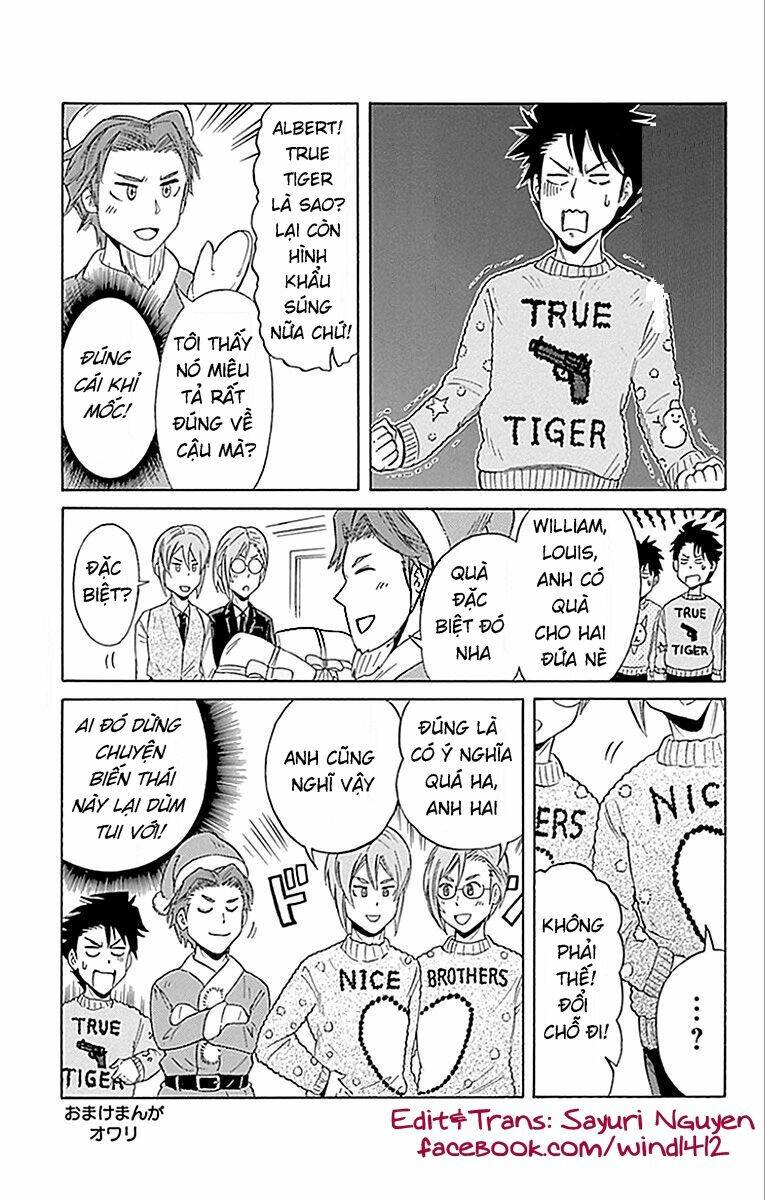 TRUE
TIGER
ALBERT!
TRUE
TIGER
LÀ SAO?
LẠI CÒN
HÌNH
KHẨU
SÚNG
NỮA CHỨ!
TÔI THẤY
NÓ MIÊU
TẢ RẤT
ĐÚNG VỀ
CẬU MÀ?
ĐÚNG
CÁI KHỈ
MỐC!
WILLIAM,
LOUIS,
ANH CÓ
QUÀ
CHO HAI
ĐỨA NÈ
TRUE
TIGER
QUÀ
ĐẶC
BIỆT ĐÓ
NHA
ĐẶC
BIỆT?
NIC
ERS
...?
KHÔNG
PHẢI
THẾ!
ĐỔI
CHỖ ĐI!
ĐÚNG LÀ
CÓ Ý NGHĨA
QUÁ HA,
ANH HAI
ANH CŨNG
NGHĨ VẬY
AI ĐÓ DỪNG
CHUYỆN
BIẾN THÁI
NÀY LẠI DÙM
TUI VỚI!
ドン
NICE
BROTHERS
TRUE
TIGER
おまけまんが
オワリ
Edit&Trans: Sayuri Nguyen
facebook.com/wind1412